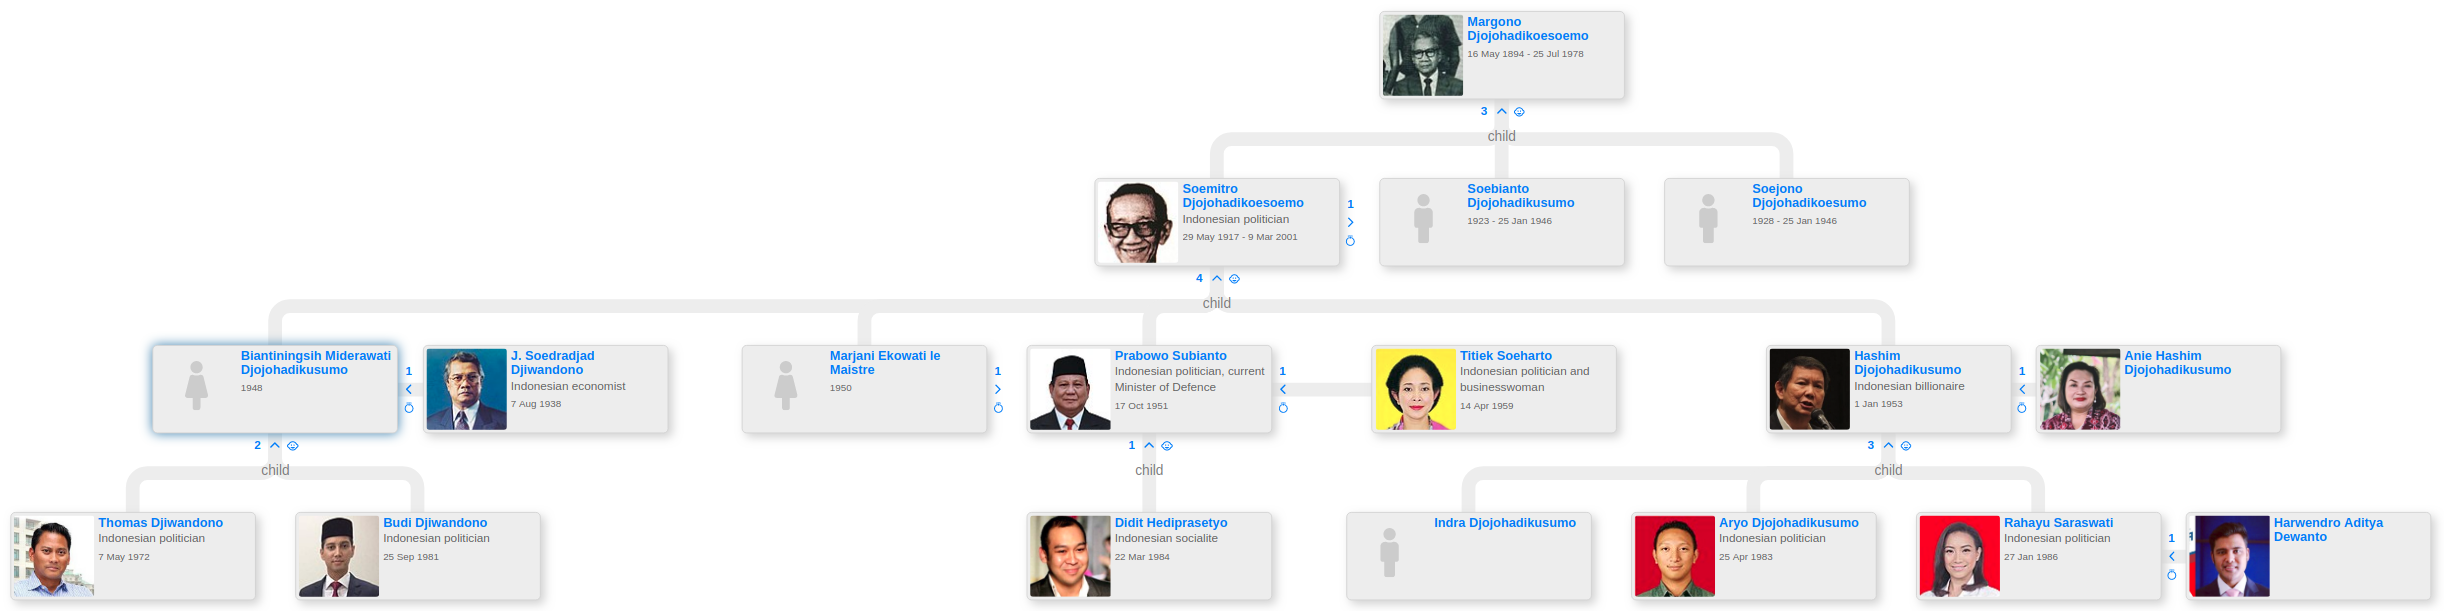 Margono
Djojohadikoesoemo
16 May 1894 - 25 Jul 1978
3
child
Soemitro
Djojohadikoesoemo
Indonesian politician
29 May 1917 - 9 Mar 2001
1
Soebianto
Djojohadikusumo
1923 - 25 Jan 1946
Soejono
Djojohadikoesumo
1928 - 25 Jan 1946
4
child
Biantiningsih Miderawati
Djojohadikusumo
1948
1
J. Soedradjad
Djiwandono
Indonesian economist
7 Aug 1938
Marjani Ekowati le
Maistre
1950
1
Prabowo Subianto
Indonesian politician, current
Minister of Defence
17 Oct 1951
1
Titiek Soeharto
Indonesian politician and
businesswoman
14 Apr 1959
Hashim
Djojohadikusumo
Indonesian billionaire
1 Jan 1953
1
Anie Hashim
Djojohadikusumo
2
child
1
child
3
child
Thomas Djiwandono
Indonesian politician
7 May 1972
Budi Djiwandono
Indonesian politician
25 Sep 1981
Didit Hediprasetyo
Indonesian socialite
22 Mar 1984
Indra Djojohadikusumo
Aryo Djojohadikusumo
Indonesian politician
25 Apr 1983
Rahayu Saraswati
Indonesian politician
27 Jan 1986
1
Harwendro Aditya
Dewanto